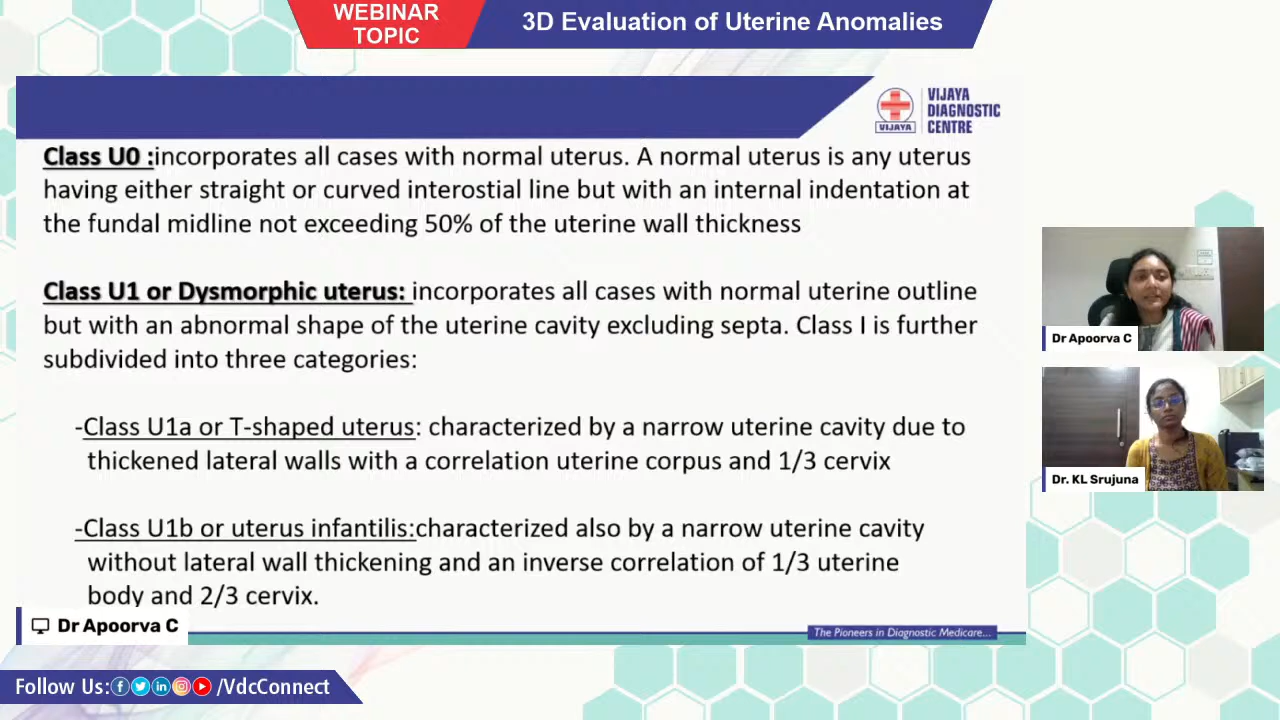 WEBINAR
TOPIC
3D Evaluation of Uterine Anomalies
VIJAYA
VIJAYA
DIAGNOSTIC
CENTRE
Class U0 :incorporates all cases with normal uterus. A normal uterus is any uterus
having either straight or curved interostial line but with an internal indentation at
the fundal midline not exceeding 50% of the uterine wall thickness
Class U1 or Dysmorphic uterus: incorporates all cases with normal uterine outline
but with an abnormal shape of the uterine cavity excluding septa. Class I is further
subdivided into three categories:
-Class U1a or T-shaped uterus: characterized by a narrow uterine cavity due to
thickened lateral walls with a correlation uterine corpus and 1/3 cervix
-Class U1b or uterus infantilis:characterized also by a narrow uterine cavity
without lateral wall thickening and an inverse correlation of 1/3 uterine
body and 2/3 cervix.
Dr Apoorva C
The Pioneers in Diagnostic Medicare...
Dr Apoorva C
Dr. KL Srujuna
Follow Us: /VdcConnect